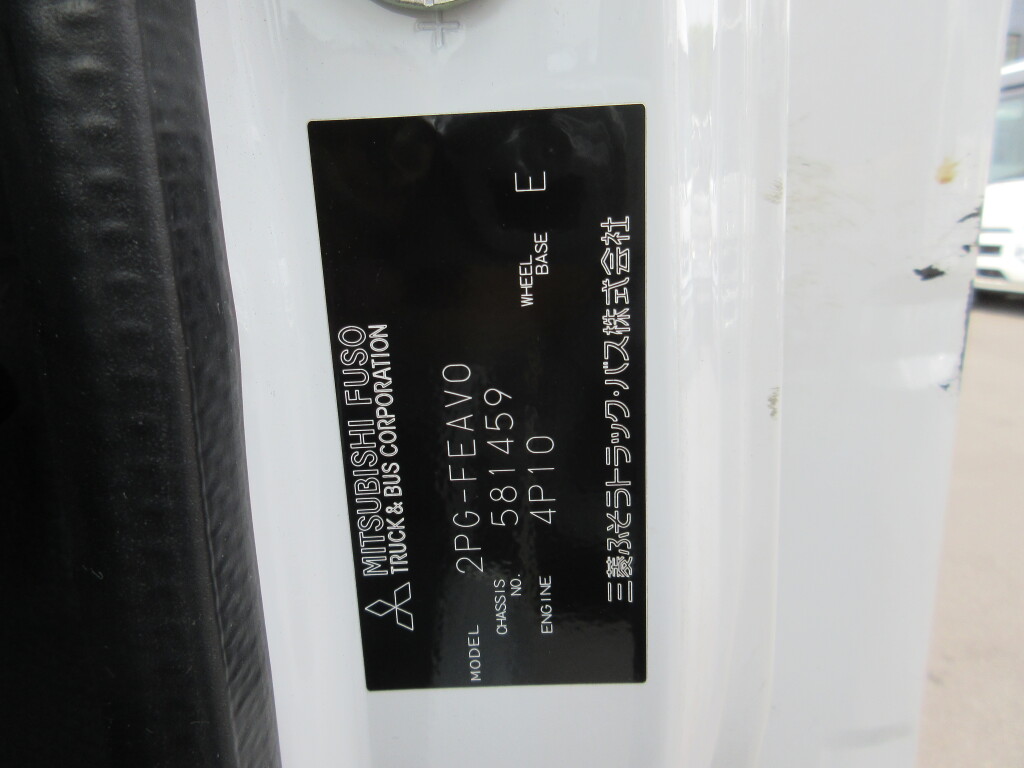 MITSUBISHI FUSO
TRUCK & BUS CORPORATION
MODEL 2PG-FEAV0
CHASSIS NO. 581459
ENGINE 4P10
WHEEL BASE E
三菱ふそうトラック・バス株式会社